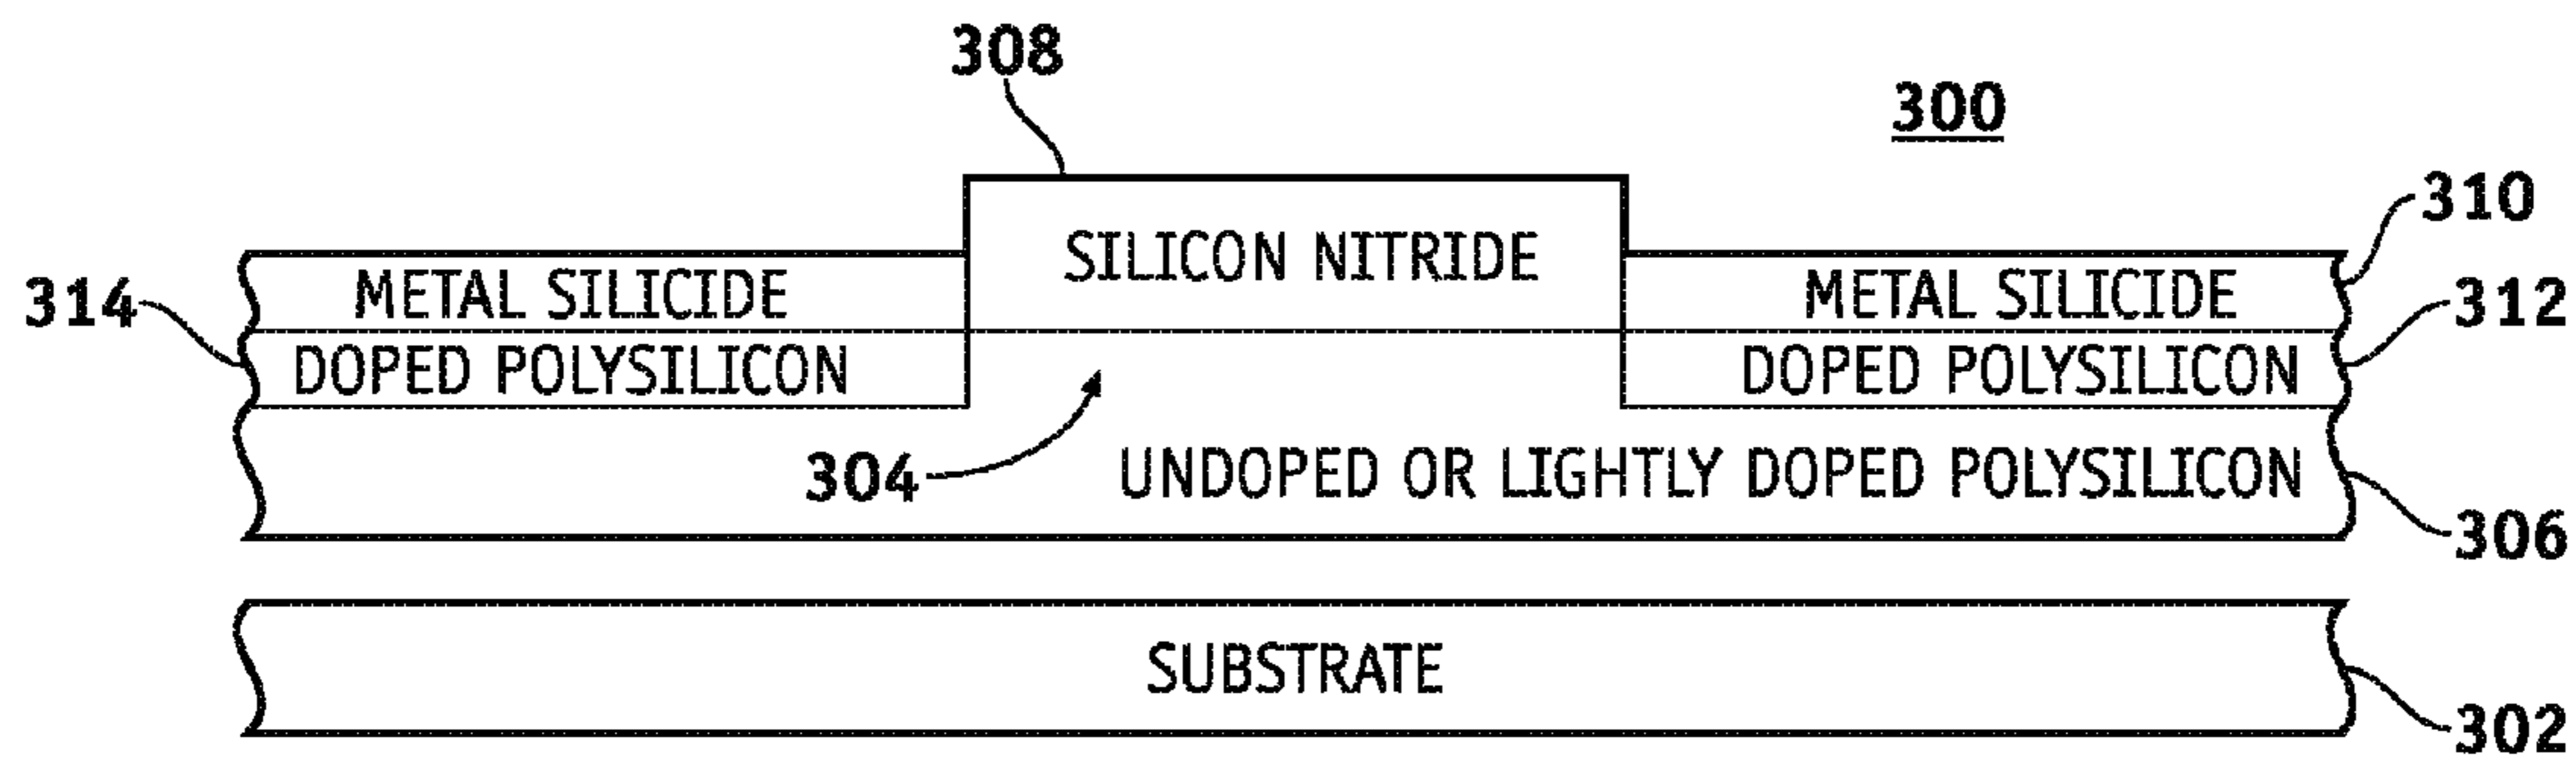 308
300
310
SILICON NITRIDE
314
METAL SILICIDE
METAL SILICIDE
312
DOPED POLYSILICON
DOPED POLYSILICON
304
UNDOPED OR LIGHTLY DOPED POLYSILICON
306
SUBSTRATE
302